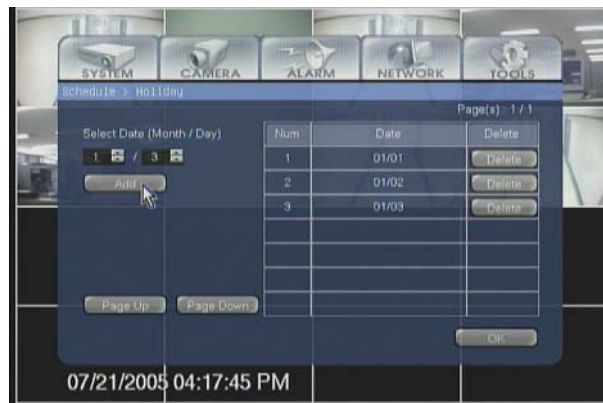 SYSTEM CAMERA ALARM NETWORK TOOLS
Schedule > Holiday
Page(s) : 1 / 1
Select Date (Month / Day)
1 / 3
Add
Num Date Delete
1 01/01 Delete
2 01/02 Delete
3 01/03 Delete
Page Up Page Down
OK
07/21/2005 04:17:45 PM